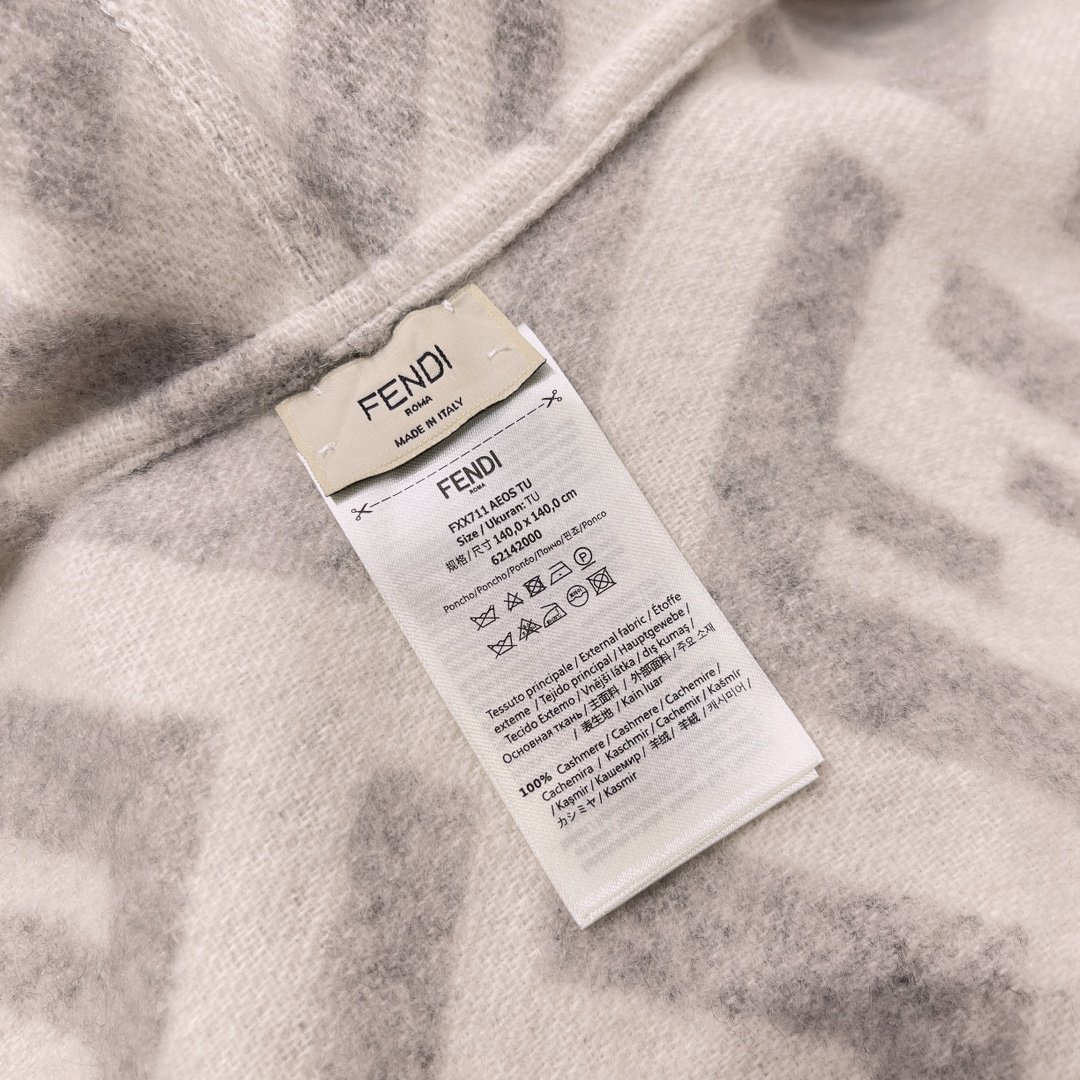 FENDI
ROMA
MADE IN ITALY
FENDI
ROMA
FXX711 AEOS TU
Size / Ukuran: TU
规格/尺寸 140,0 x 140,0 cm
62142000
Poncho/Poncho/Pončo/Пончо/판초/Ponco
Tessuto principale / External fabric / Étoffe
externe / Tejido principal / Hauptgewebe /
Tecido Externo / Vnější látka / dış kumaş /
Основная ткань / 主面料 / 外部面料 / 주요 소재
/ 表生地 / Kain luar
100% Cashmere / Cashmere / Cachemire /
Cachemira / Kaschmir / Cachemir / Kašmír
/ Kaşmir / Кашемир / 羊绒 / 羊絨 / 캐시미어 /
カシミヤ / Kasmir